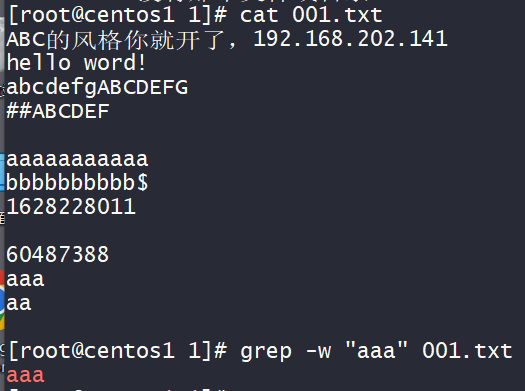 [root@centos1 1]# cat 001.txt
ABC的风格你就开了，192.168.202.141
hello word!
abcdefgABCDEFG
##ABCDEF
aaaaaaaaaaa
bbbbbbbbbb$
1628228011
60487388
aaa
aa
[root@centos1 1]# grep -w "aaa" 001.txt
aaa